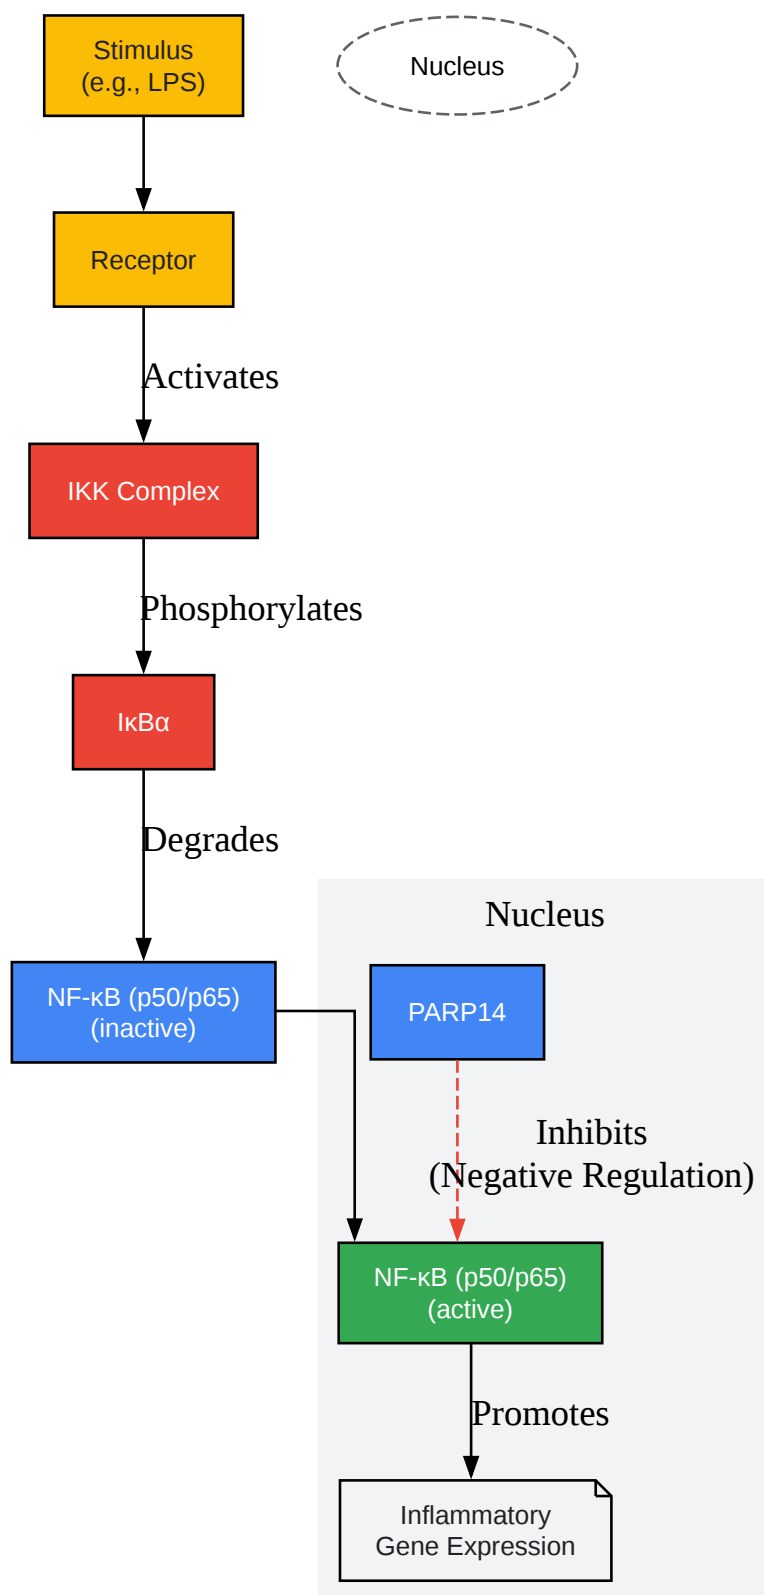 Stimulus
(e.g., LPS)
Nucleus
Receptor
Activates
IKK Complex
Phosphorylates
IκBα
Degrades
Nucleus
NF-κB (p50/p65)
(inactive)
PARP14
Inhibits
(Negative Regulation)
NF-κB (p50/p65)
(active)
Promotes
Inflammatory
Gene Expression